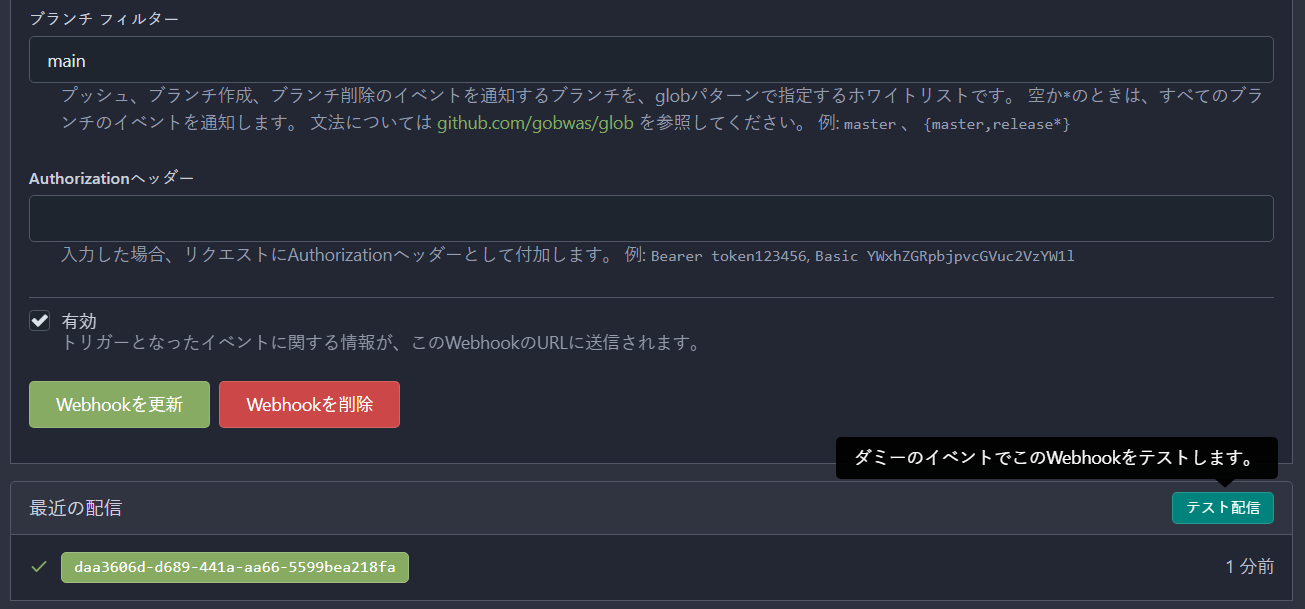 ブランチ フィルター
main
プッシュ、ブランチ作成、ブランチ削除のイベントを通知するブランチを、globパターンで指定するホワイトリストです。 空か*のときは、すべてのブラ
ンチのイベントを通知します。 文法については github.com/gobwas/glob を参照してください。 例: master 、 {master,release*}
Authorizationヘッダー
入力した場合、リクエストにAuthorizationヘッダーとして付加します。 例: Bearer token123456, Basic YWxhZGRpbjpvcGVuc2VzYW1l
有効
トリガーとなったイベントに関する情報が、このWebhookのURLに送信されます。
Webhookを更新 Webhookを削除
ダミーのイベントでこのWebhookをテストします。
最近の配信 テスト配信
daa3606d-d689-441a-aa66-5599bea218fa 1 分前